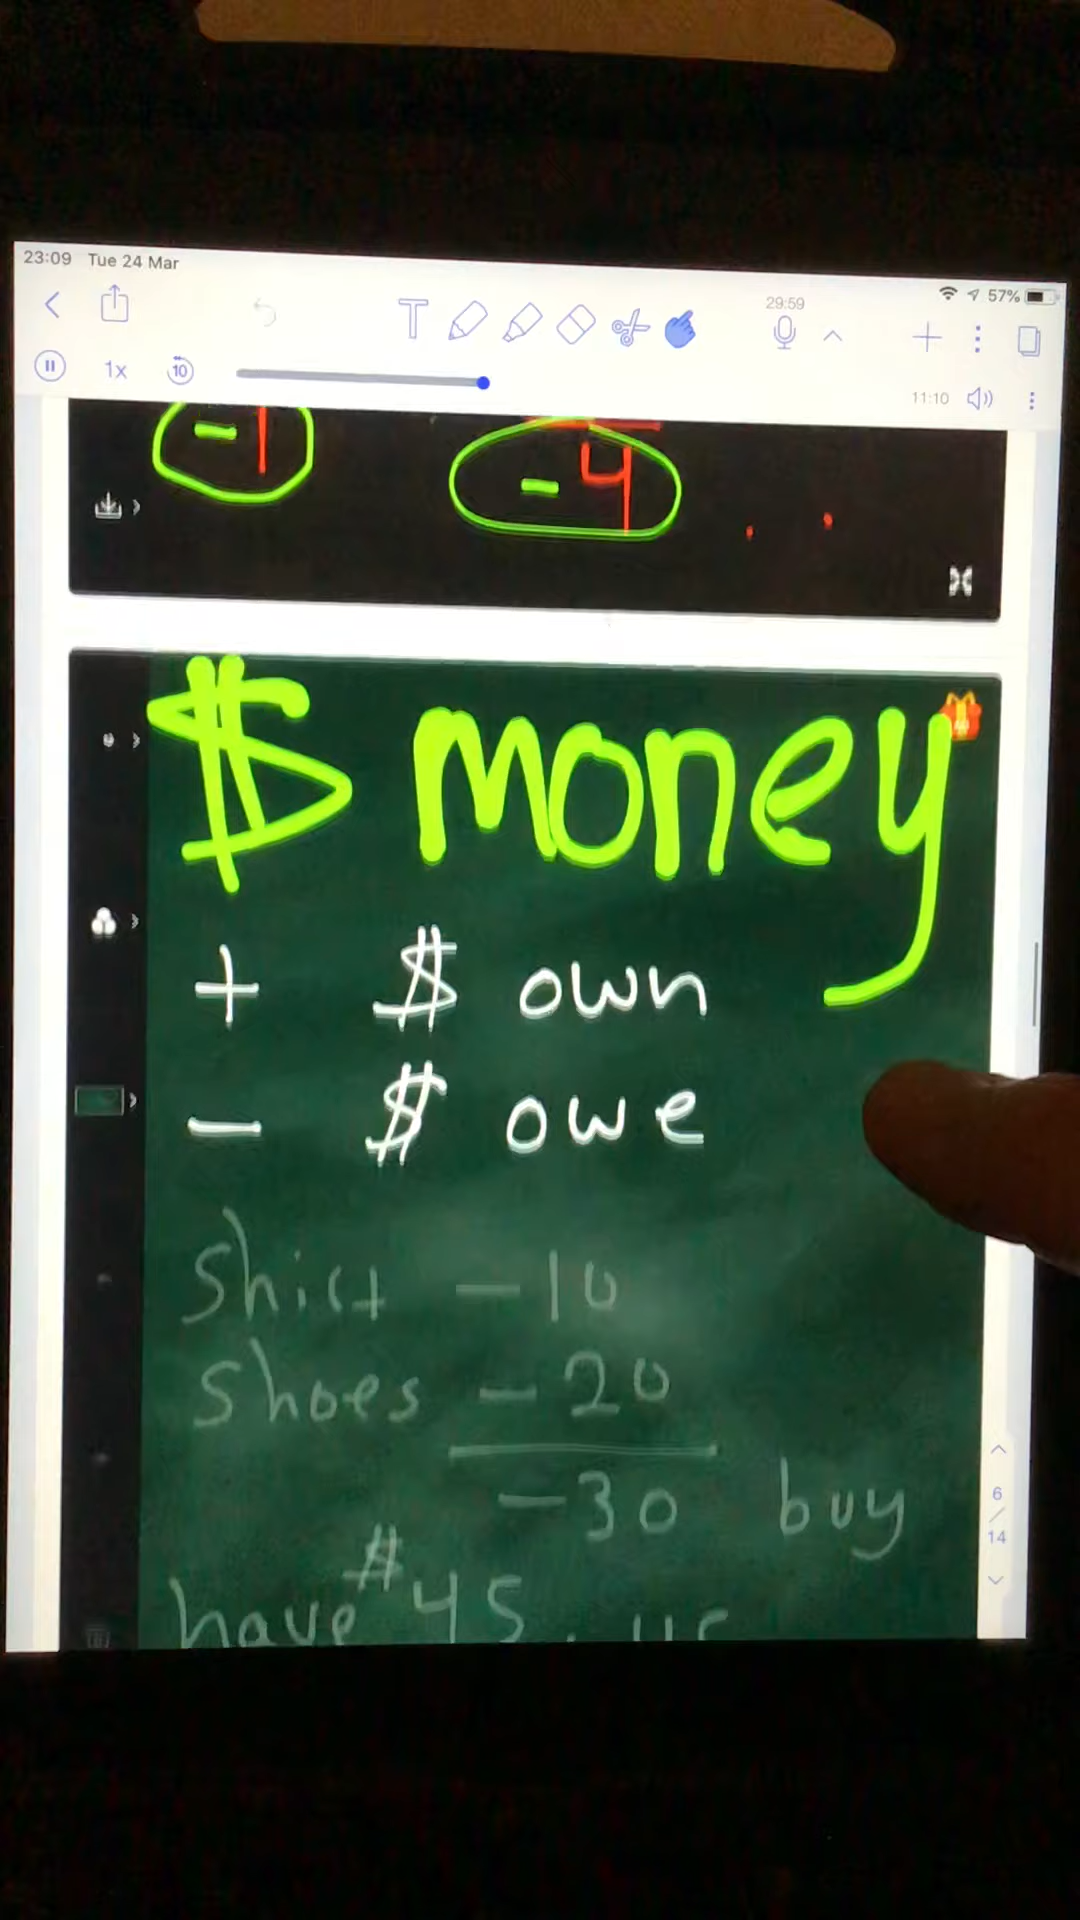 23:09 Tue 24 Mar
57%
T
29:59
1x
10
11:10
-1
-4
$ money
+ $ own
- $ owe
Shirt -10
Shoes -20
-30 buy
6
/
14
have $45.